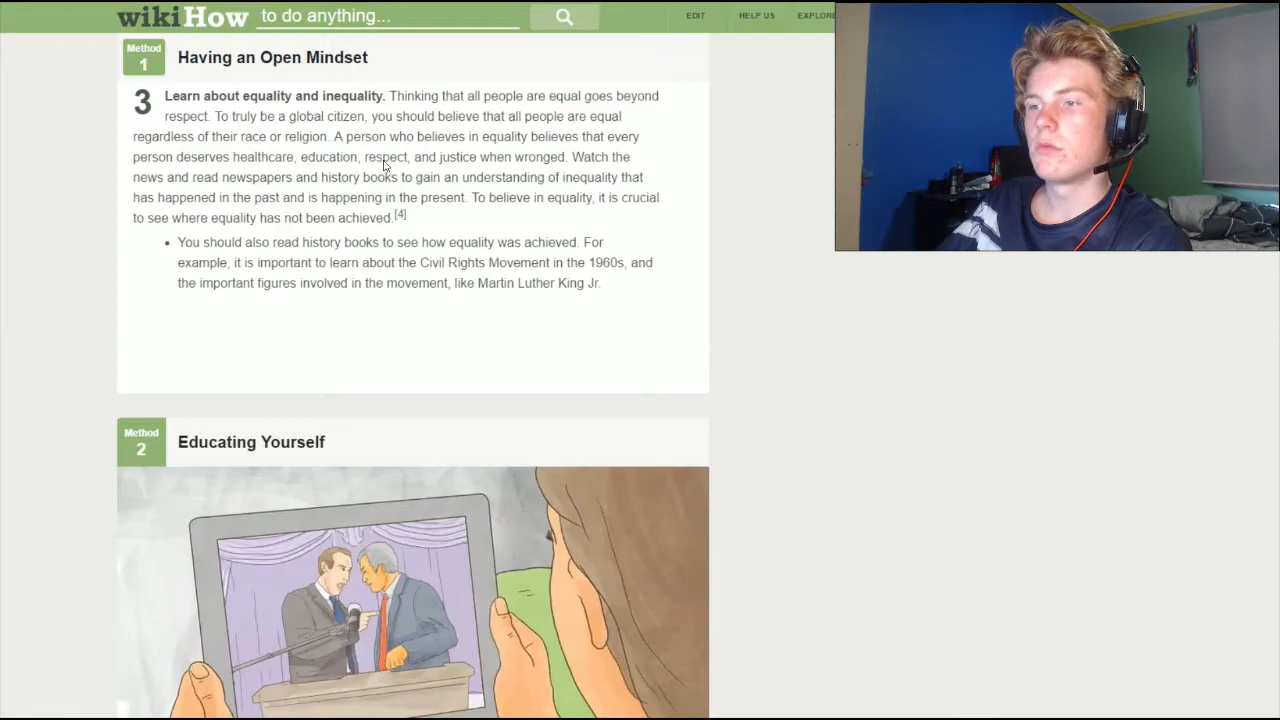 wikiHow to do anything...
EDIT
HELP US
EXPLORE
Method
1
Having an Open Mindset
3 Learn about equality and inequality. Thinking that all people are equal goes beyond
respect. To truly be a global citizen, you should believe that all people are equal
regardless of their race or religion. A person who believes in equality believes that every
person deserves healthcare, education, respect, and justice when wronged. Watch the
news and read newspapers and history books to gain an understanding of inequality that
has happened in the past and is happening in the present. To believe in equality, it is crucial
to see where equality has not been achieved.[4]
• You should also read history books to see how equality was achieved. For
example, it is important to learn about the Civil Rights Movement in the 1960s, and
the important figures involved in the movement, like Martin Luther King Jr.
Method
2
Educating Yourself